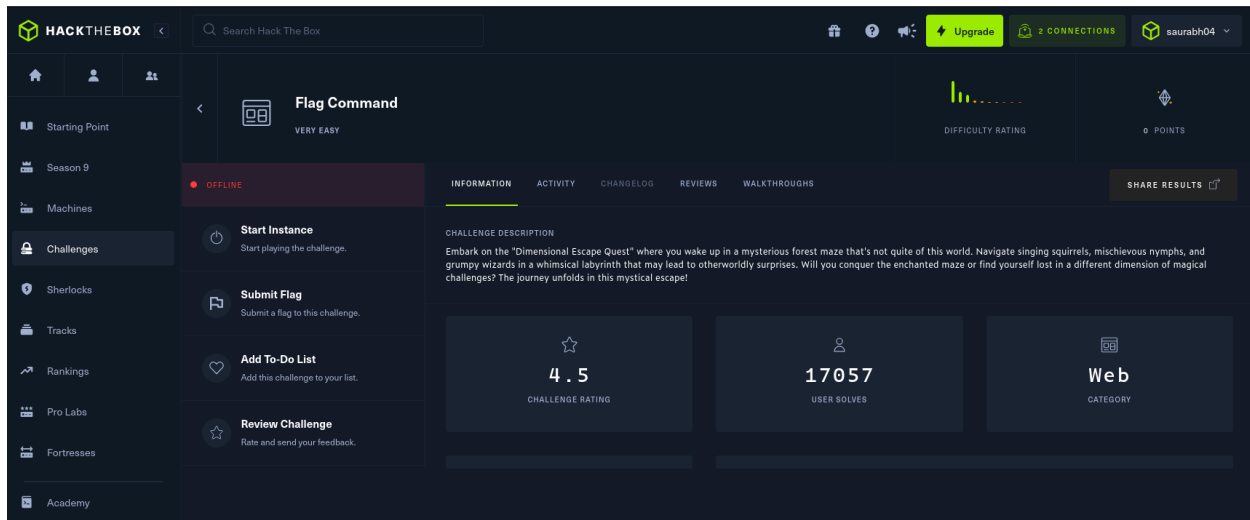 HACKTHEBOX
Search Hack The Box
Upgrade
2 CONNECTIONS
saurabh04
Flag Command
VERY EASY
DIFFICULTY RATING
0 POINTS
Starting Point
Season 9
Machines
Challenges
Sherlocks
Tracks
Rankings
Pro Labs
Fortresses
Academy
OFFLINE
Start Instance
Start playing the challenge.
Submit Flag
Submit a flag to this challenge.
Add To-Do List
Add this challenge to your list.
Review Challenge
Rate and send your feedback.
INFORMATION ACTIVITY CHANGELOG REVIEWS WALKTHROUGHS
SHARE RESULTS
CHALLENGE DESCRIPTION
Embark on the "Dimensional Escape Quest" where you wake up in a mysterious forest maze that's not quite of this world. Navigate singing squirrels, mischievous nymphs, and
grumpy wizards in a whimsical labyrinth that may lead to otherworldly surprises. Will you conquer the enchanted maze or find yourself lost in a different dimension of magical
challenges? The journey unfolds in this mystical escape!
4.5
CHALLENGE RATING
17057
USER SOLVES
Web
CATEGORY